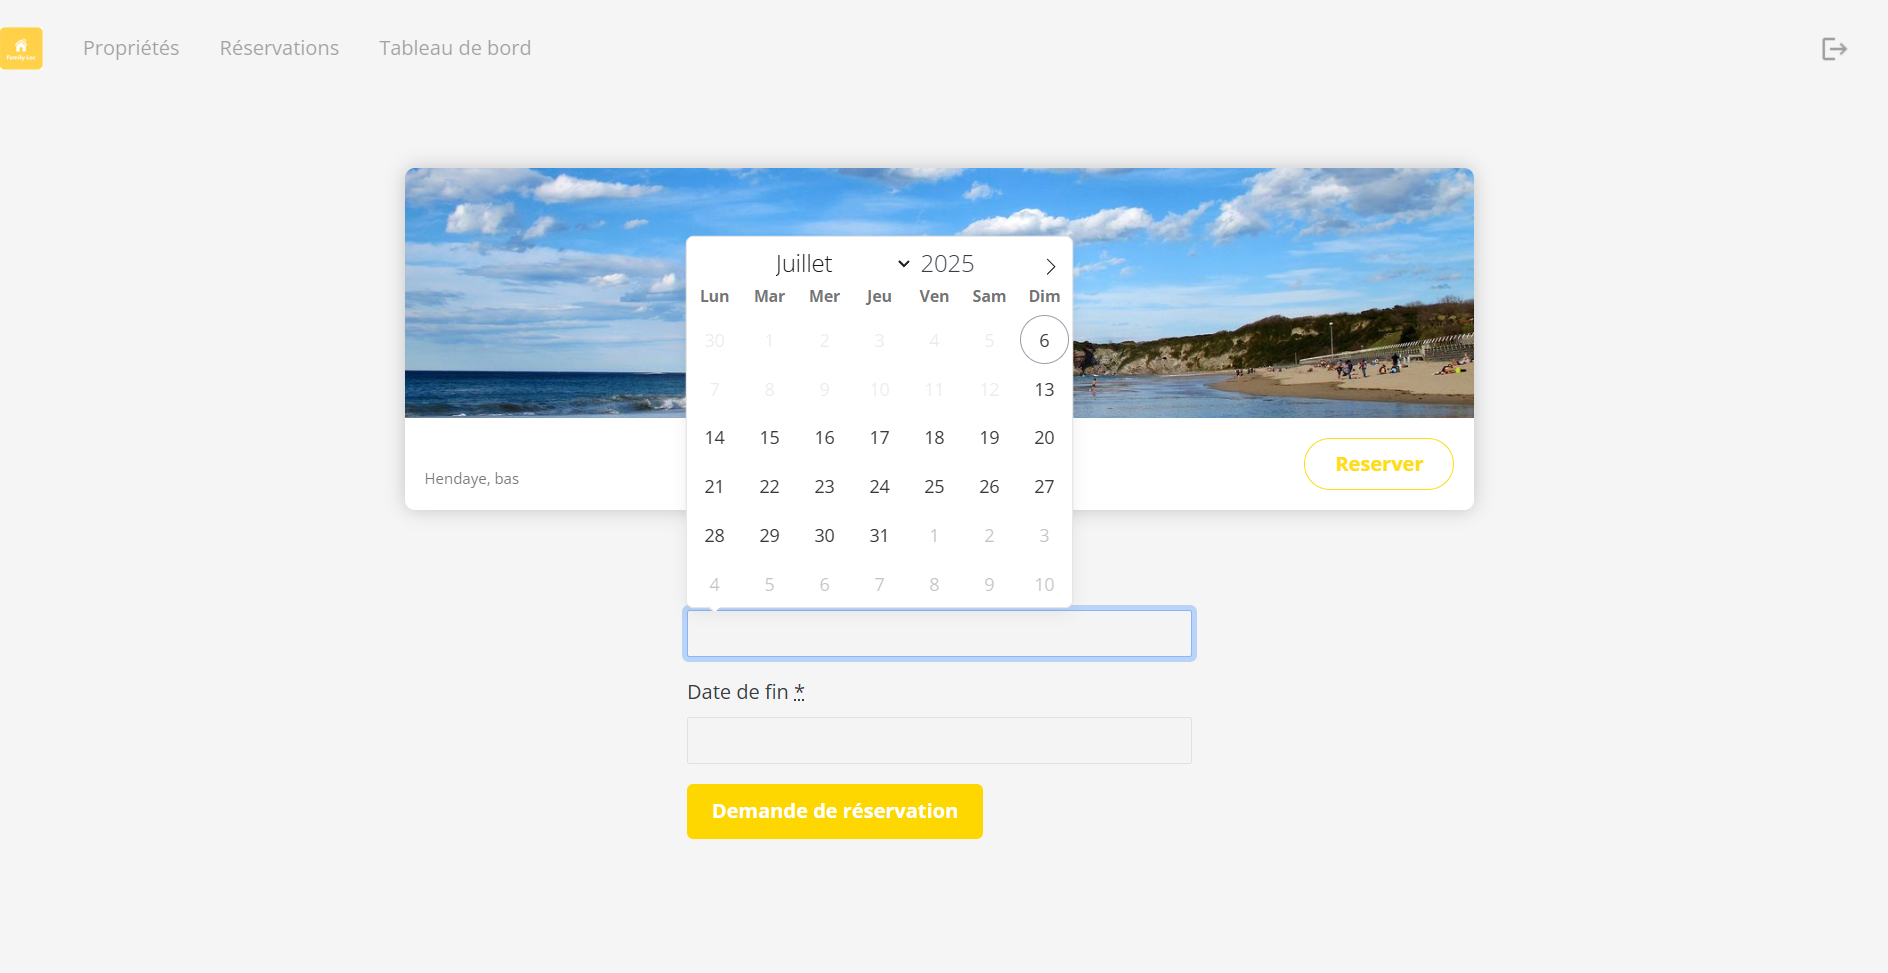 Family Loc
Propriétés Réservations Tableau de bord
Juillet 2025
Lun Mar Mer Jeu Ven Sam Dim
30 1 2 3 4 5 6
7 8 9 10 11 12 13
14 15 16 17 18 19 20
21 22 23 24 25 26 27
28 29 30 31 1 2 3
4 5 6 7 8 9 10
Hendaye, bas
Reserver
Date de fin *
Demande de réservation